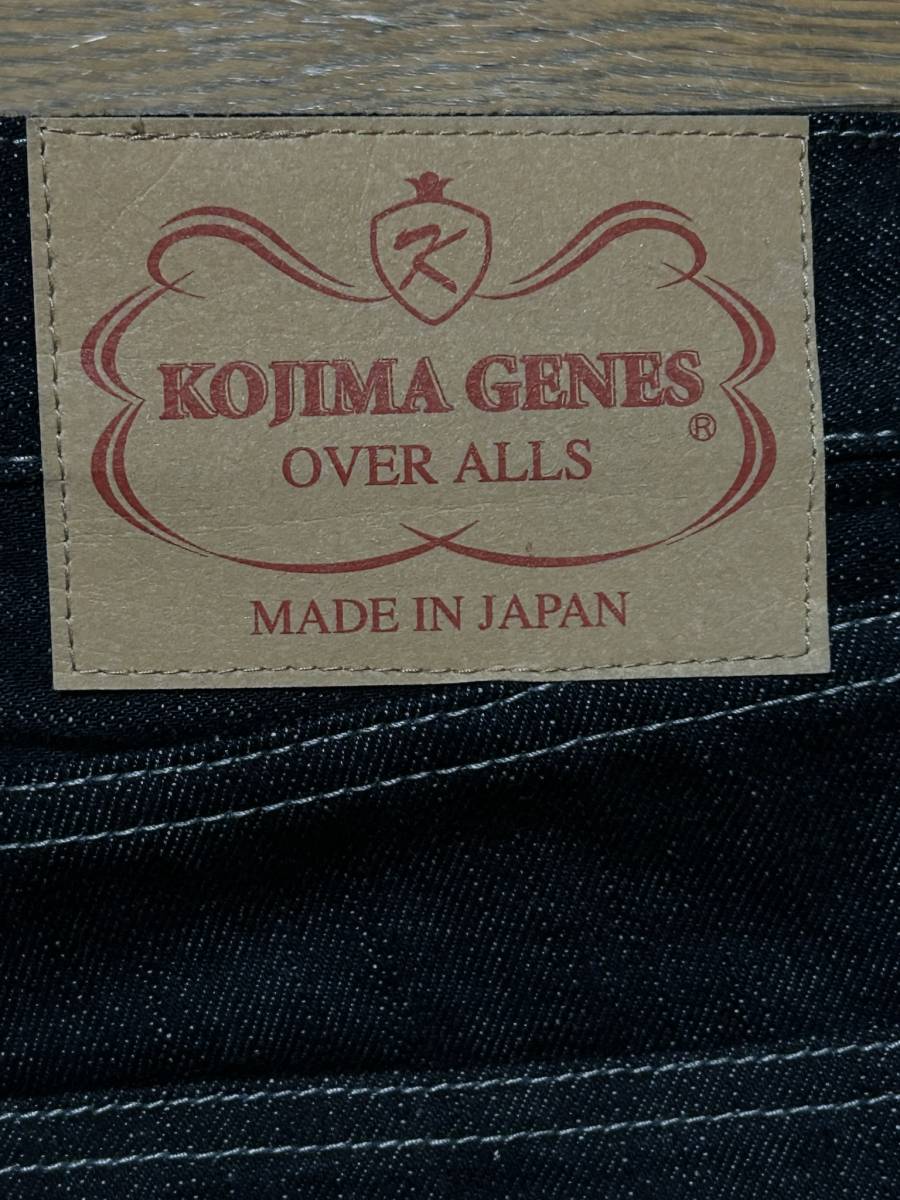 K
KOJIMA GENES
®
OVER ALLS
MADE IN JAPAN